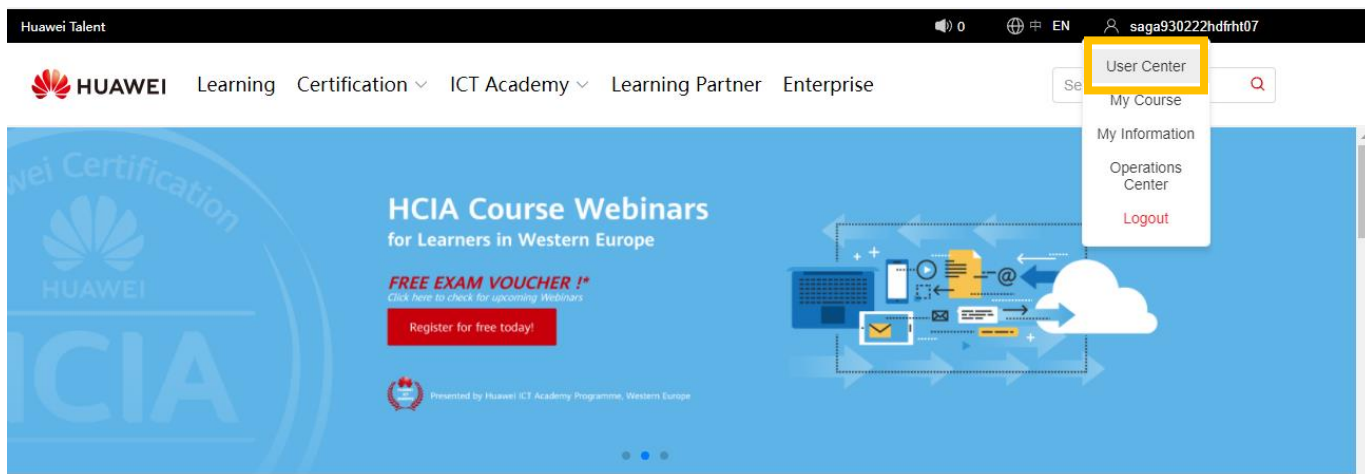 Huawei Talent
0
中 EN
saga930222hdfrht07
HUAWEI
Learning
Certification
ICT Academy
Learning Partner
Enterprise
Se
User Center
My Course
My Information
Operations
Center
Logout
wei Certification
HUAWEI
HCIA
HCIA Course Webinars
for Learners in Western Europe
FREE EXAM VOUCHER !*
Click here to check for upcoming Webinars
Register for free today!
Presented by Huawei ICT Academy Programme, Western Europe
@